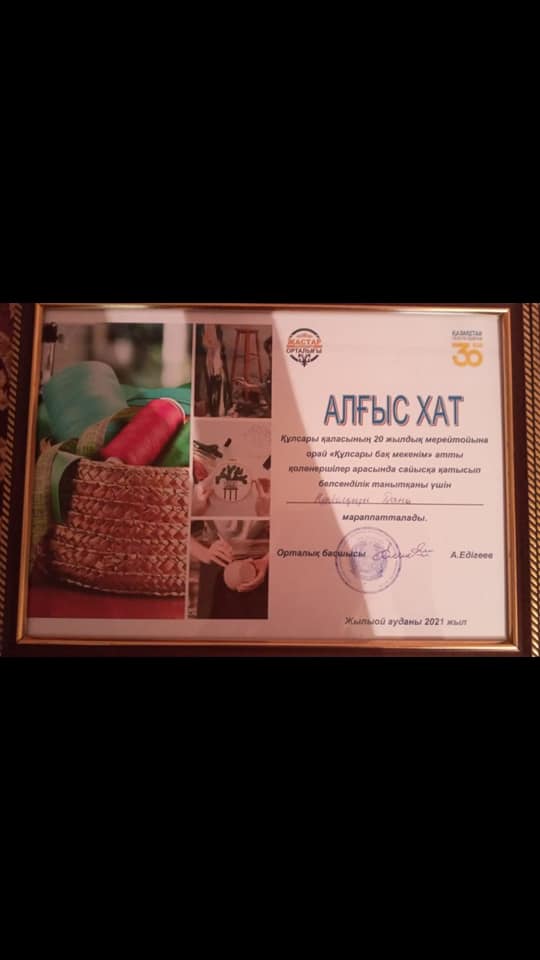 ЖАСТАР
ОРТАЛЫҒЫ
ҚАЗАҚСТАН
30
АЛҒЫС ХАТ
Құлсары қаласының 20 жылдық мерейтойына
орай «Құлсары бақ мекенім» атты
қолөнершілер арасында сайысқа қатысып
белсенділік танытқаны үшін
мараппатталады.
Орталық басшысы А.Едігеев
Жылыой ауданы 2021 жыл